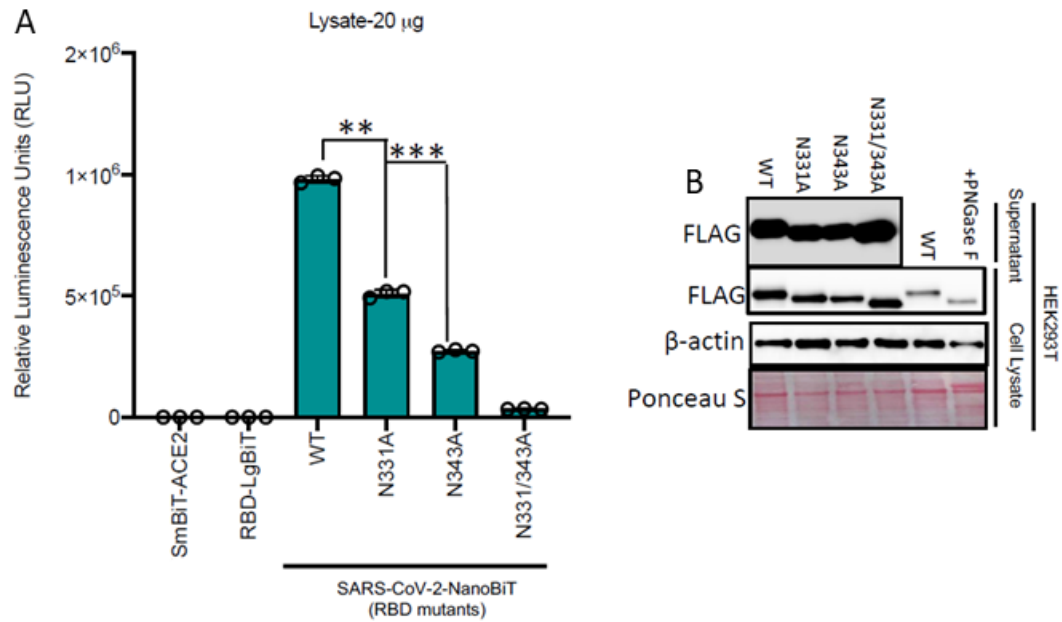 A
Lysate-20 μg
Relative Luminescence Units (RLU)
2×10⁶
1×10⁶
5×10⁵
0
**
***
SmBiT-ACE2
RBD-LgBiT
WT
N331A
N343A
N331/343A
SARS-CoV-2-NanoBiT
(RBD mutants)
B
WT
N331A
N343A
N331/343A
WT
+PNGase F
Supernatant
Cell Lysate
HEK293T
FLAG
FLAG
β-actin
Ponceau S